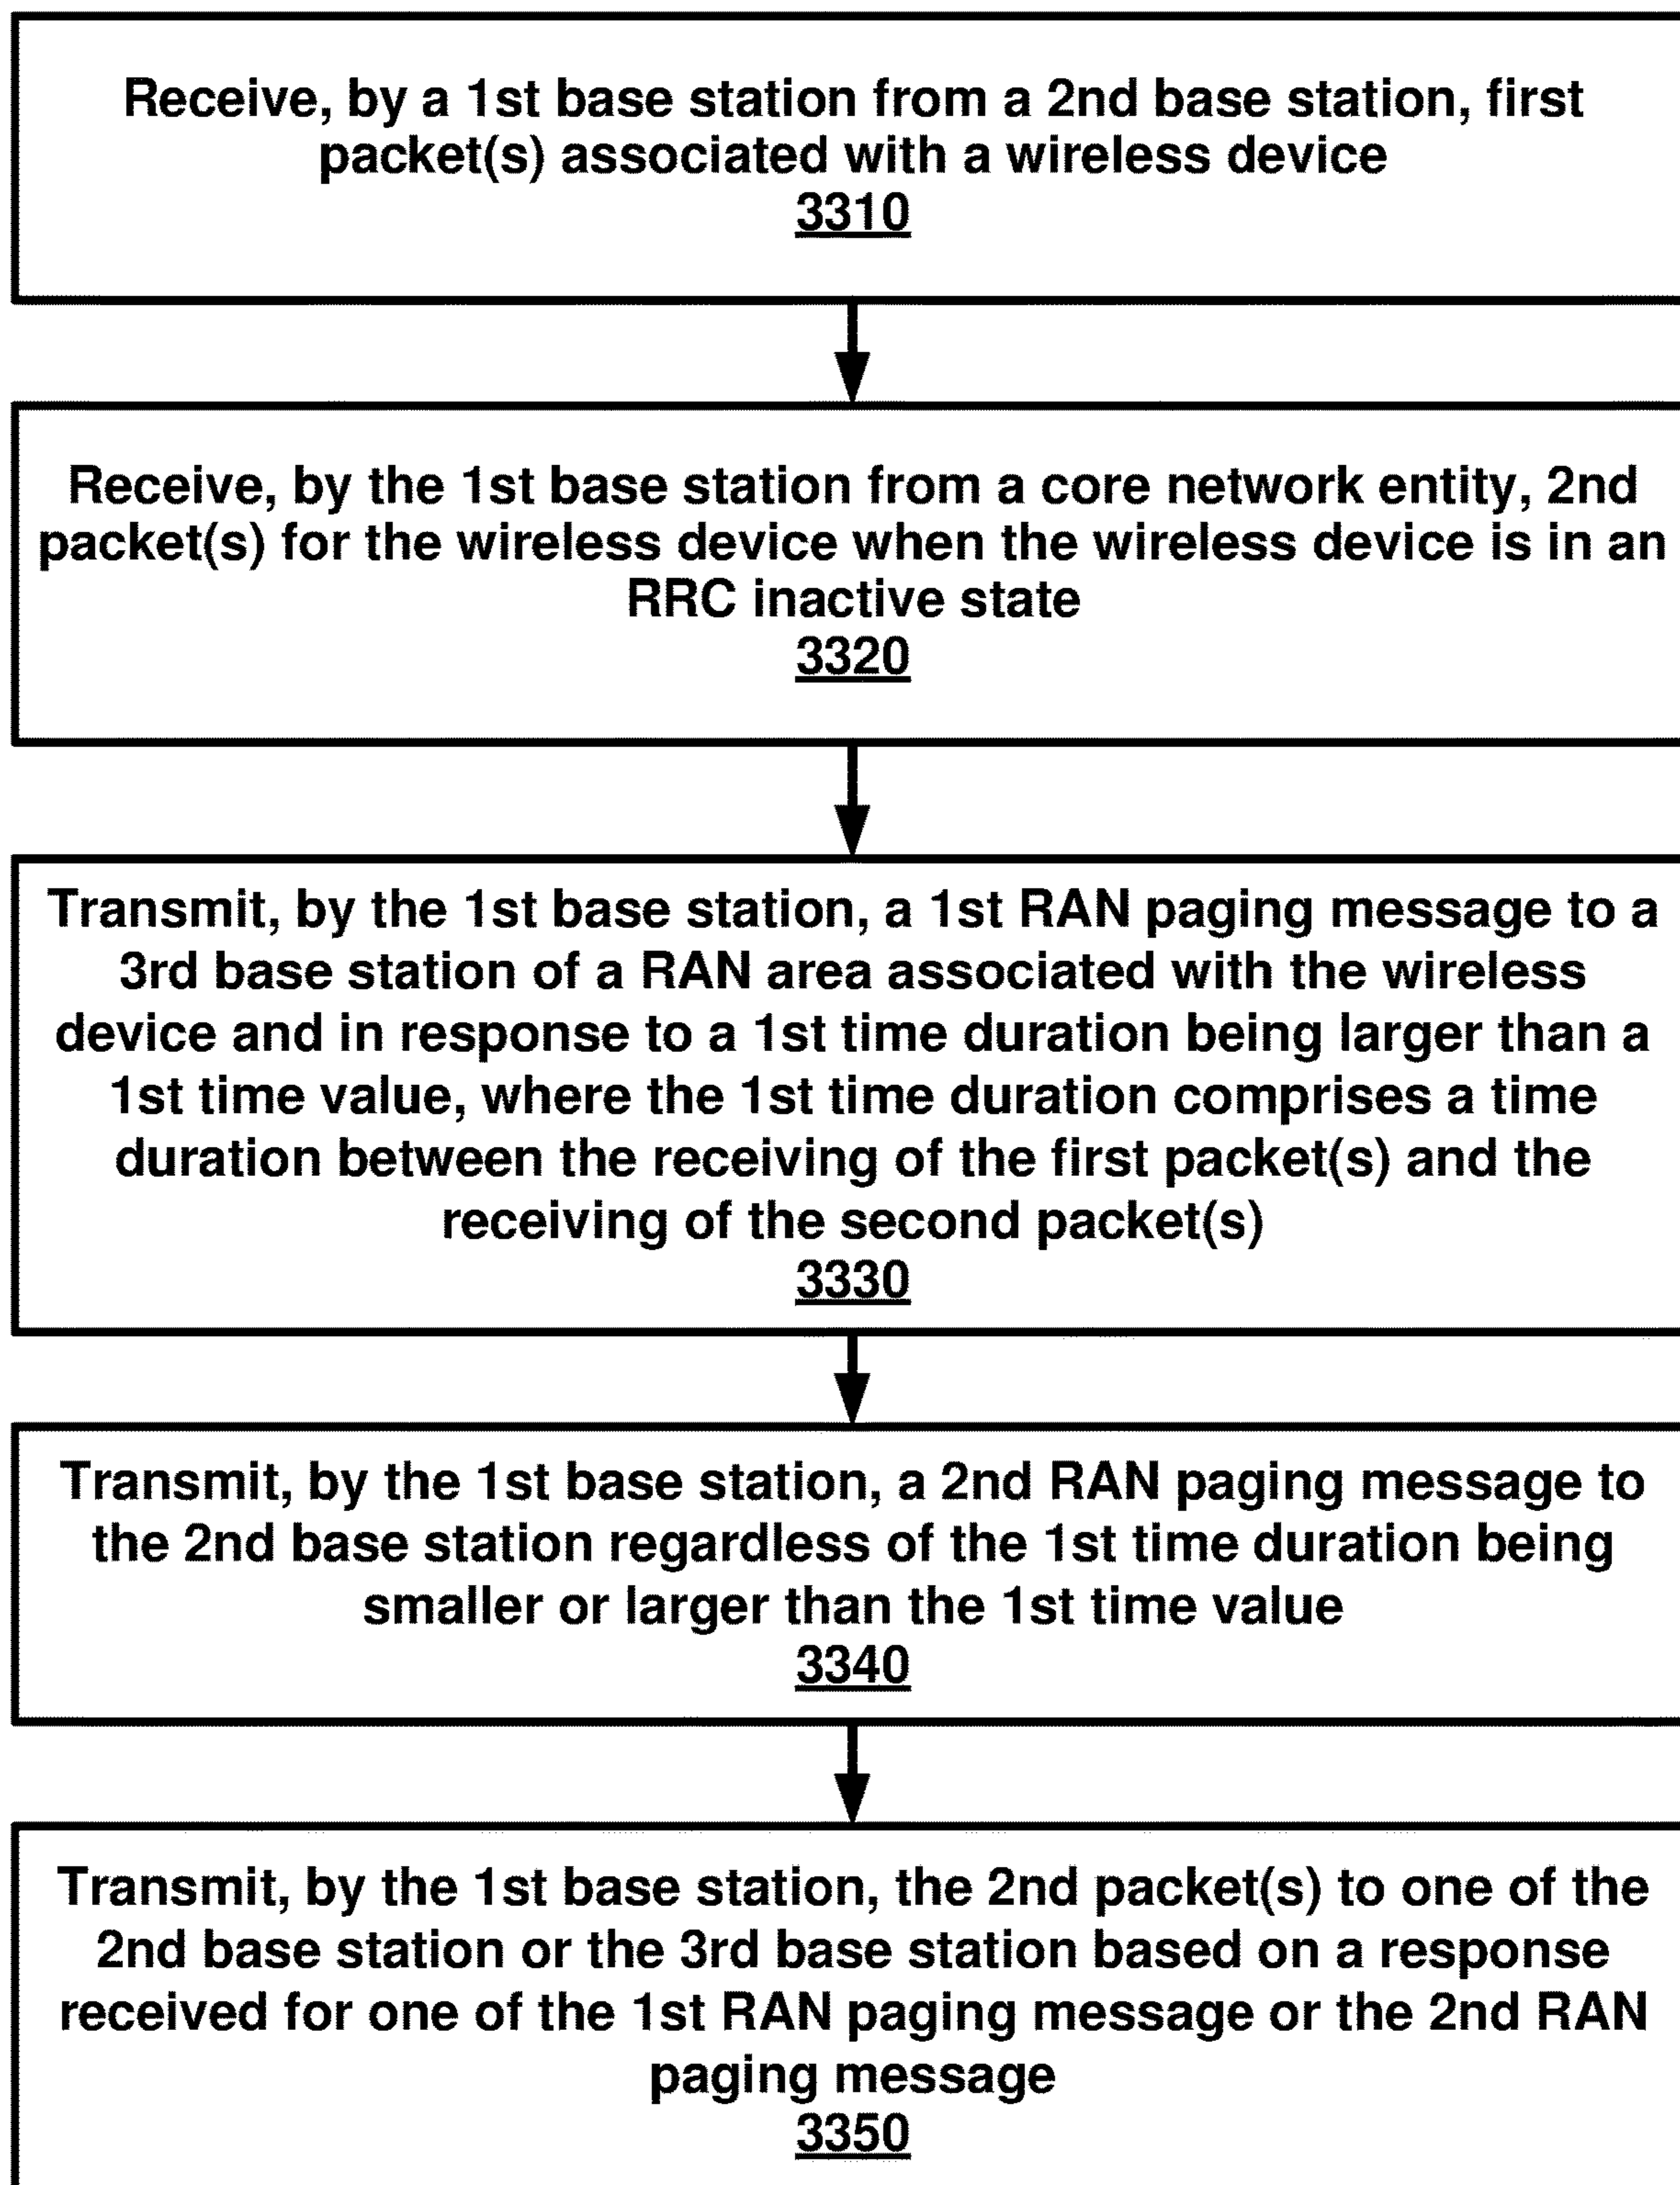 Receive, by a 1st base station from a 2nd base station, first
packet(s) associated with a wireless device
3310
Receive, by the 1st base station from a core network entity, 2nd
packet(s) for the wireless device when the wireless device is in an
RRC inactive state
3320
Transmit, by the 1st base station, a 1st RAN paging message to a
3rd base station of a RAN area associated with the wireless
device and in response to a 1st time duration being larger than a
1st time value, where the 1st time duration comprises a time
duration between the receiving of the first packet(s) and the
receiving of the second packet(s)
3330
Transmit, by the 1st base station, a 2nd RAN paging message to
the 2nd base station regardless of the 1st time duration being
smaller or larger than the 1st time value
3340
Transmit, by the 1st base station, the 2nd packet(s) to one of the
2nd base station or the 3rd base station based on a response
received for one of the 1st RAN paging message or the 2nd RAN
paging message
3350